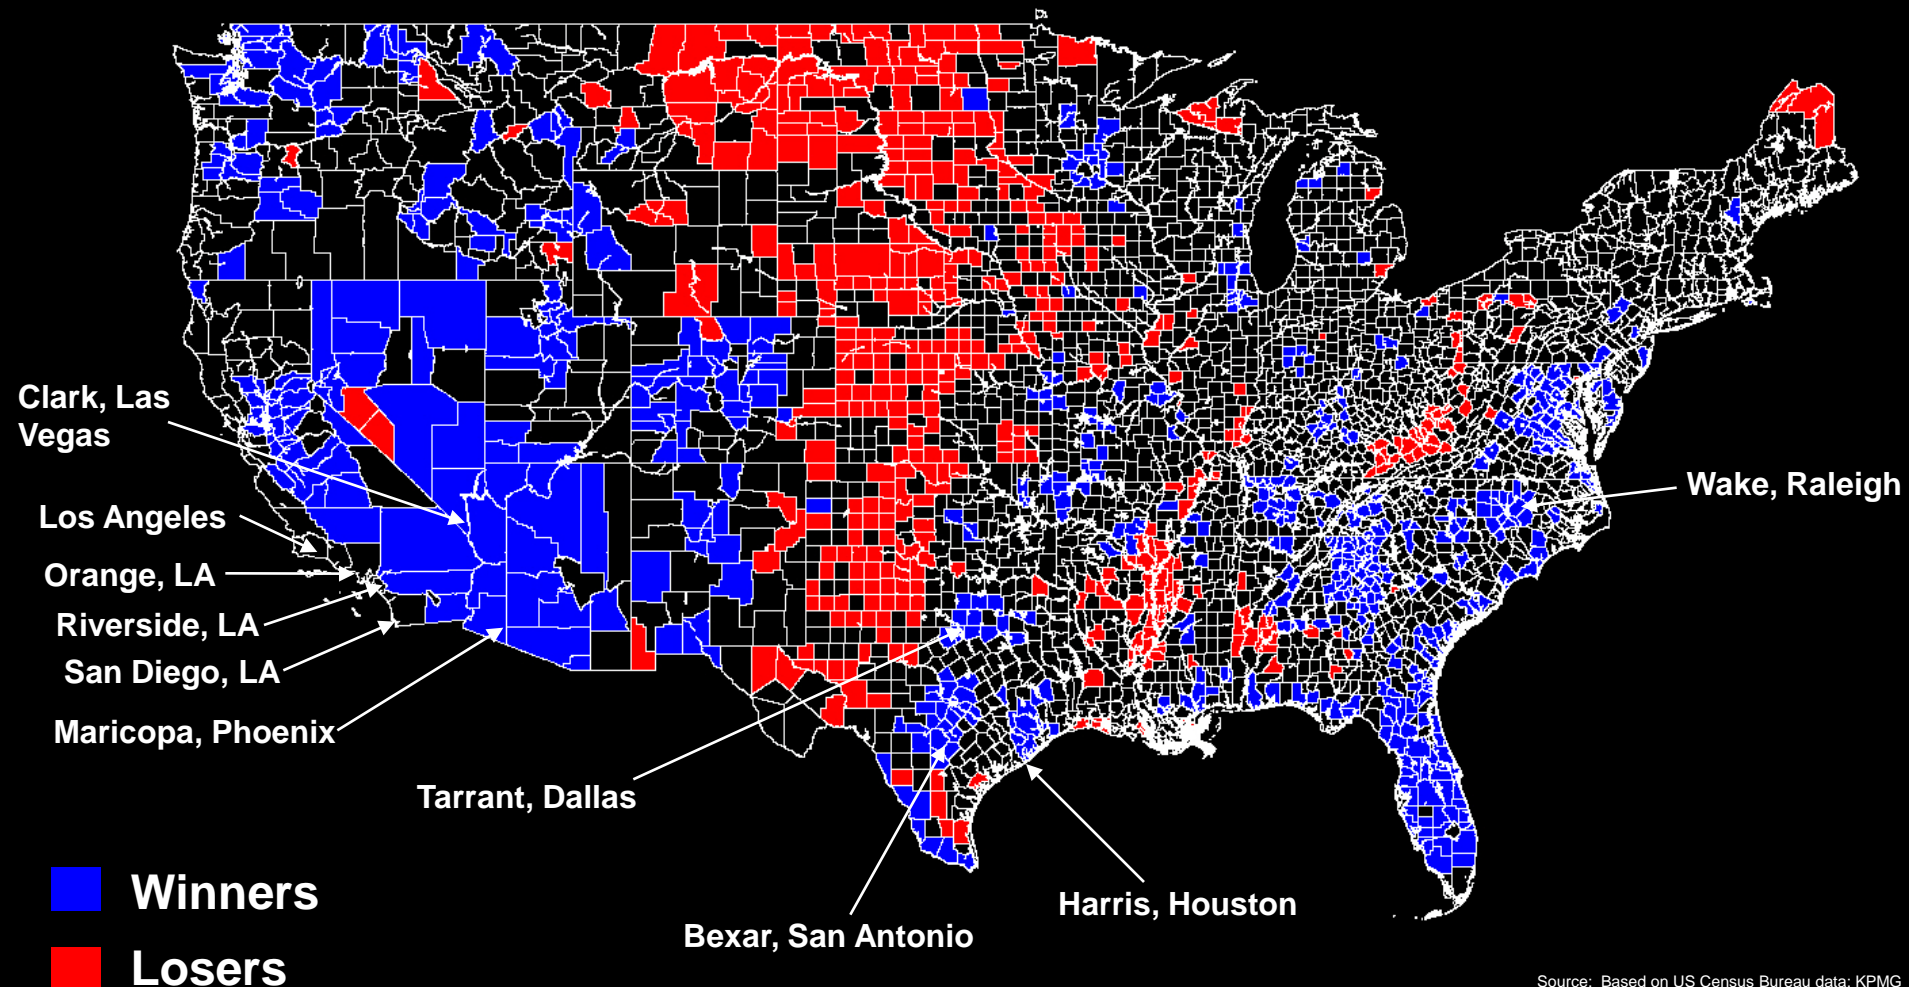 Clark, Las
Vegas
Los Angeles
Orange, LA
Riverside, LA
San Diego, LA
Maricopa, Phoenix
Tarrant, Dallas
Bexar, San Antonio
Harris, Houston
Wake, Raleigh
Winners
Losers
Source: Based on US Census Bureau data; KPMG